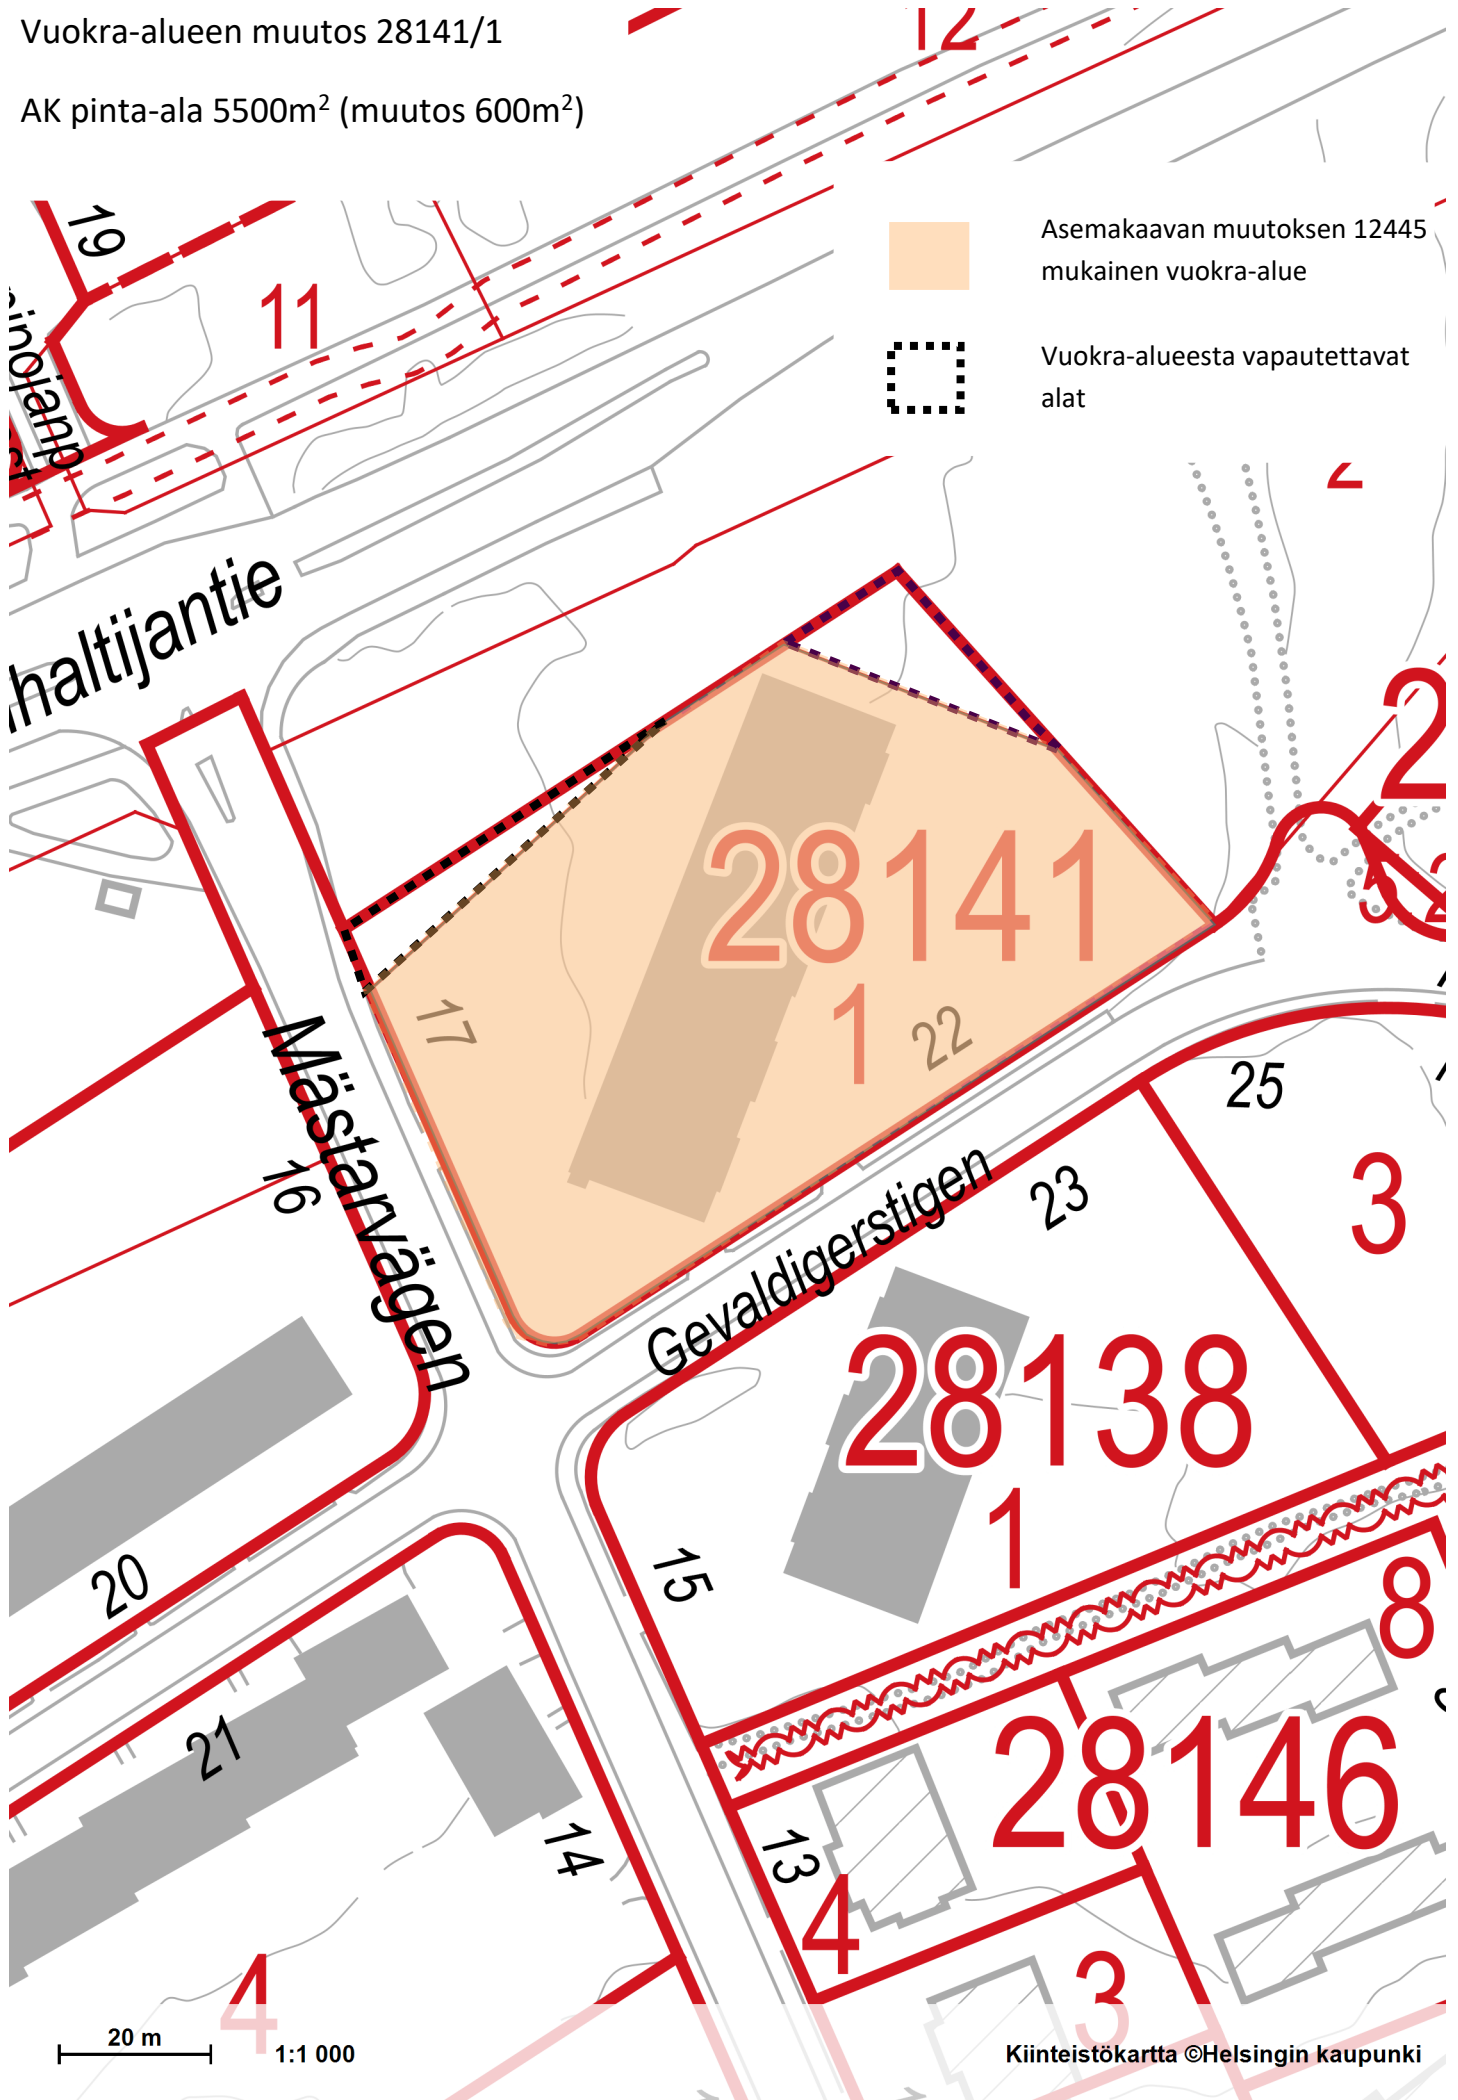 Vuokra-alueen muutos 28141/1
AK pinta-ala 5500m² (muutos 600m²)
12
19
11
Asemakaavan muutoksen 12445
mukainen vuokra-alue
Vuokra-alueesta vapautettavat
alat
2
haltijantie
2
28141
1
17
22
Mästarvägen
16
25
3
23
Gevaldigerstigen
28138
1
15
20
21
8
28146
14
13
4
4
3
20 m
1:1 000
Kiinteistökartta ©Helsingin kaupunki